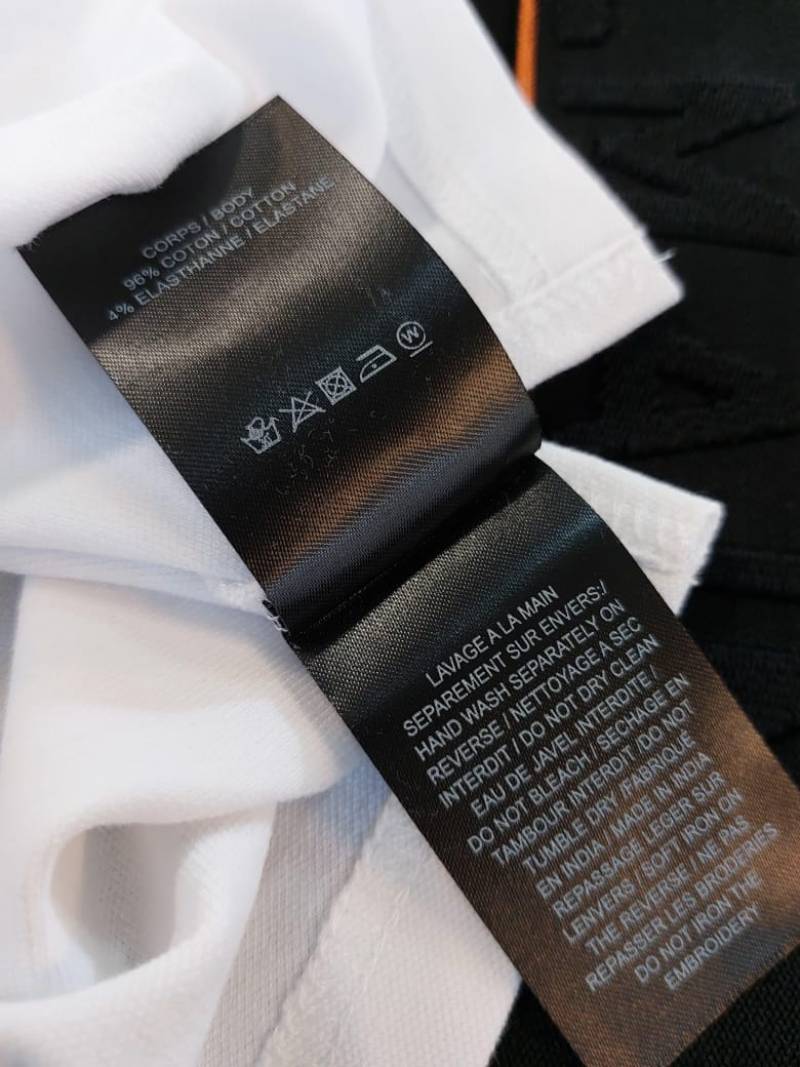 CORPS / BODY
96% COTON / COTTON
4% ELASTHANNE / ELASTANE
W
LAVAGE A LA MAIN
SEPAREMENT SUR ENVERS:/
HAND WASH SEPARATELY ON
REVERSE / NETTOYAGE A SEC
INTERDIT / DO NOT DRY CLEAN
EAU DE JAVEL INTERDITE /
DO NOT BLEACH / SECHAGE EN
TAMBOUR INTERDIT /DO NOT
TUMBLE DRY /FABRIQUE
EN INDIA / MADE IN INDIA
REPASSAGE LEGER SUR
LENVERS / SOFT IRON ON
THE REVERSE / NE PAS
REPASSER LES BRODERIES
DO NOT IRON THE
EMBROIDERY